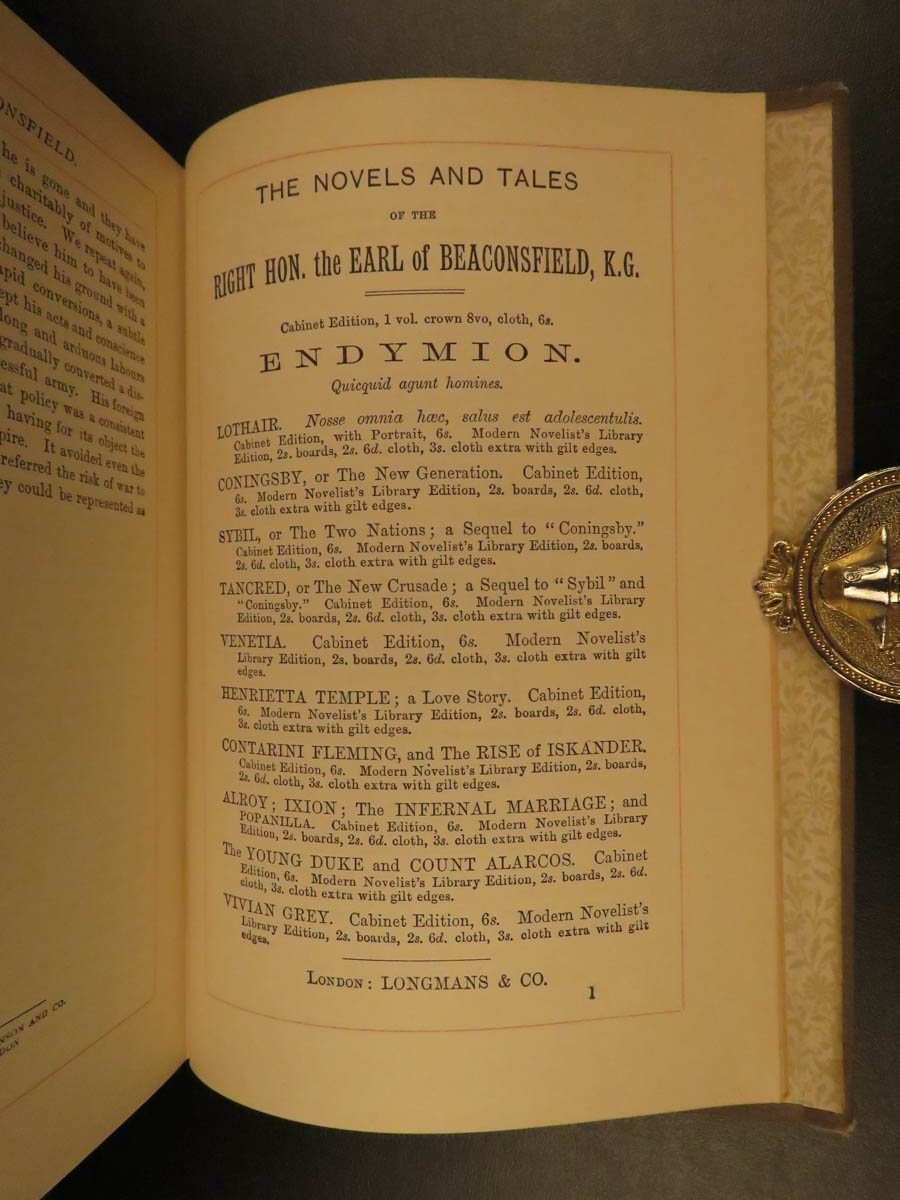 ONSFIELD.
he is gone and they have
charitably of motives to
justice. We repeat again,
believe him to have been
changed his ground with a
apid conversions, a subtle
ept his acts and conscience
long and arduous labours
gradually converted a dis-
essful army. His foreign
at policy was a consistent
having for its object the
pire. It avoided even the
referred the risk of war to
ey could be represented as
NSON AND CO.
DON
THE NOVELS AND TALES
OF THE
RIGHT HON. the EARL of BEACONSFIELD, K.G.
Cabinet Edition, 1 vol. crown 8vo, cloth, 6s.
ENDYMION.
Quicquid agunt homines.
LOTHAIR. Nosse omnia hæc, salus est adolescentulis.
Cabinet Edition, with Portrait, 6s. Modern Novelist's Library
Edition, 2s. boards, 2s. 6d. cloth, 3s. cloth extra with gilt edges.
CONINGSBY, or The New Generation. Cabinet Edition,
6s. Modern Novelist's Library Edition, 2s. boards, 2s. 6d. cloth,
3s. cloth extra with gilt edges.
SYBIL, or The Two Nations; a Sequel to "Coningsby."
Cabinet Edition, 6s. Modern Novelist's Library Edition, 2s. boards,
2s. 6d. cloth, 3s. cloth extra with gilt edges.
TANCRED, or The New Crusade; a Sequel to "Sybil" and
"Coningsby." Cabinet Edition, 6s. Modern Novelist's Library
Edition, 2s. boards, 2s. 6d. cloth, 3s. cloth extra with gilt edges.
VENETIA. Cabinet Edition, 6s. Modern Novelist's
Library Edition, 2s. boards, 2s. 6d. cloth, 3s. cloth extra with gilt
edges.
HENRIETTA TEMPLE; a Love Story. Cabinet Edition,
6s. Modern Novelist's Library Edition, 2s. boards, 2s. 6d. cloth,
3s. cloth extra with gilt edges.
CONTARINI FLEMING, and The RISE of ISKANDER.
Cabinet Edition, 6s. Modern Novelist's Library Edition, 2s. boards,
2s. 6d. cloth, 3s. cloth extra with gilt edges.
ALROY; IXION; The INFERNAL MARRIAGE; and
POPANILLA. Cabinet Edition, 6s. Modern Novelist's Library
Edition, 2s. boards, 2s. 6d. cloth, 3s. cloth extra with gilt edges.
The YOUNG DUKE and COUNT ALARCOS. Cabinet
Edition, 6s. Modern Novelist's Library Edition, 2s. boards, 2s. 6d.
cloth, 3s. cloth extra with gilt edges.
VIVIAN GREY. Cabinet Edition, 6s. Modern Novelist's
Library Edition, 2s. boards, 2s. 6d. cloth, 3s. cloth extra with gilt
edges.
LONDON: LONGMANS & CO.
1